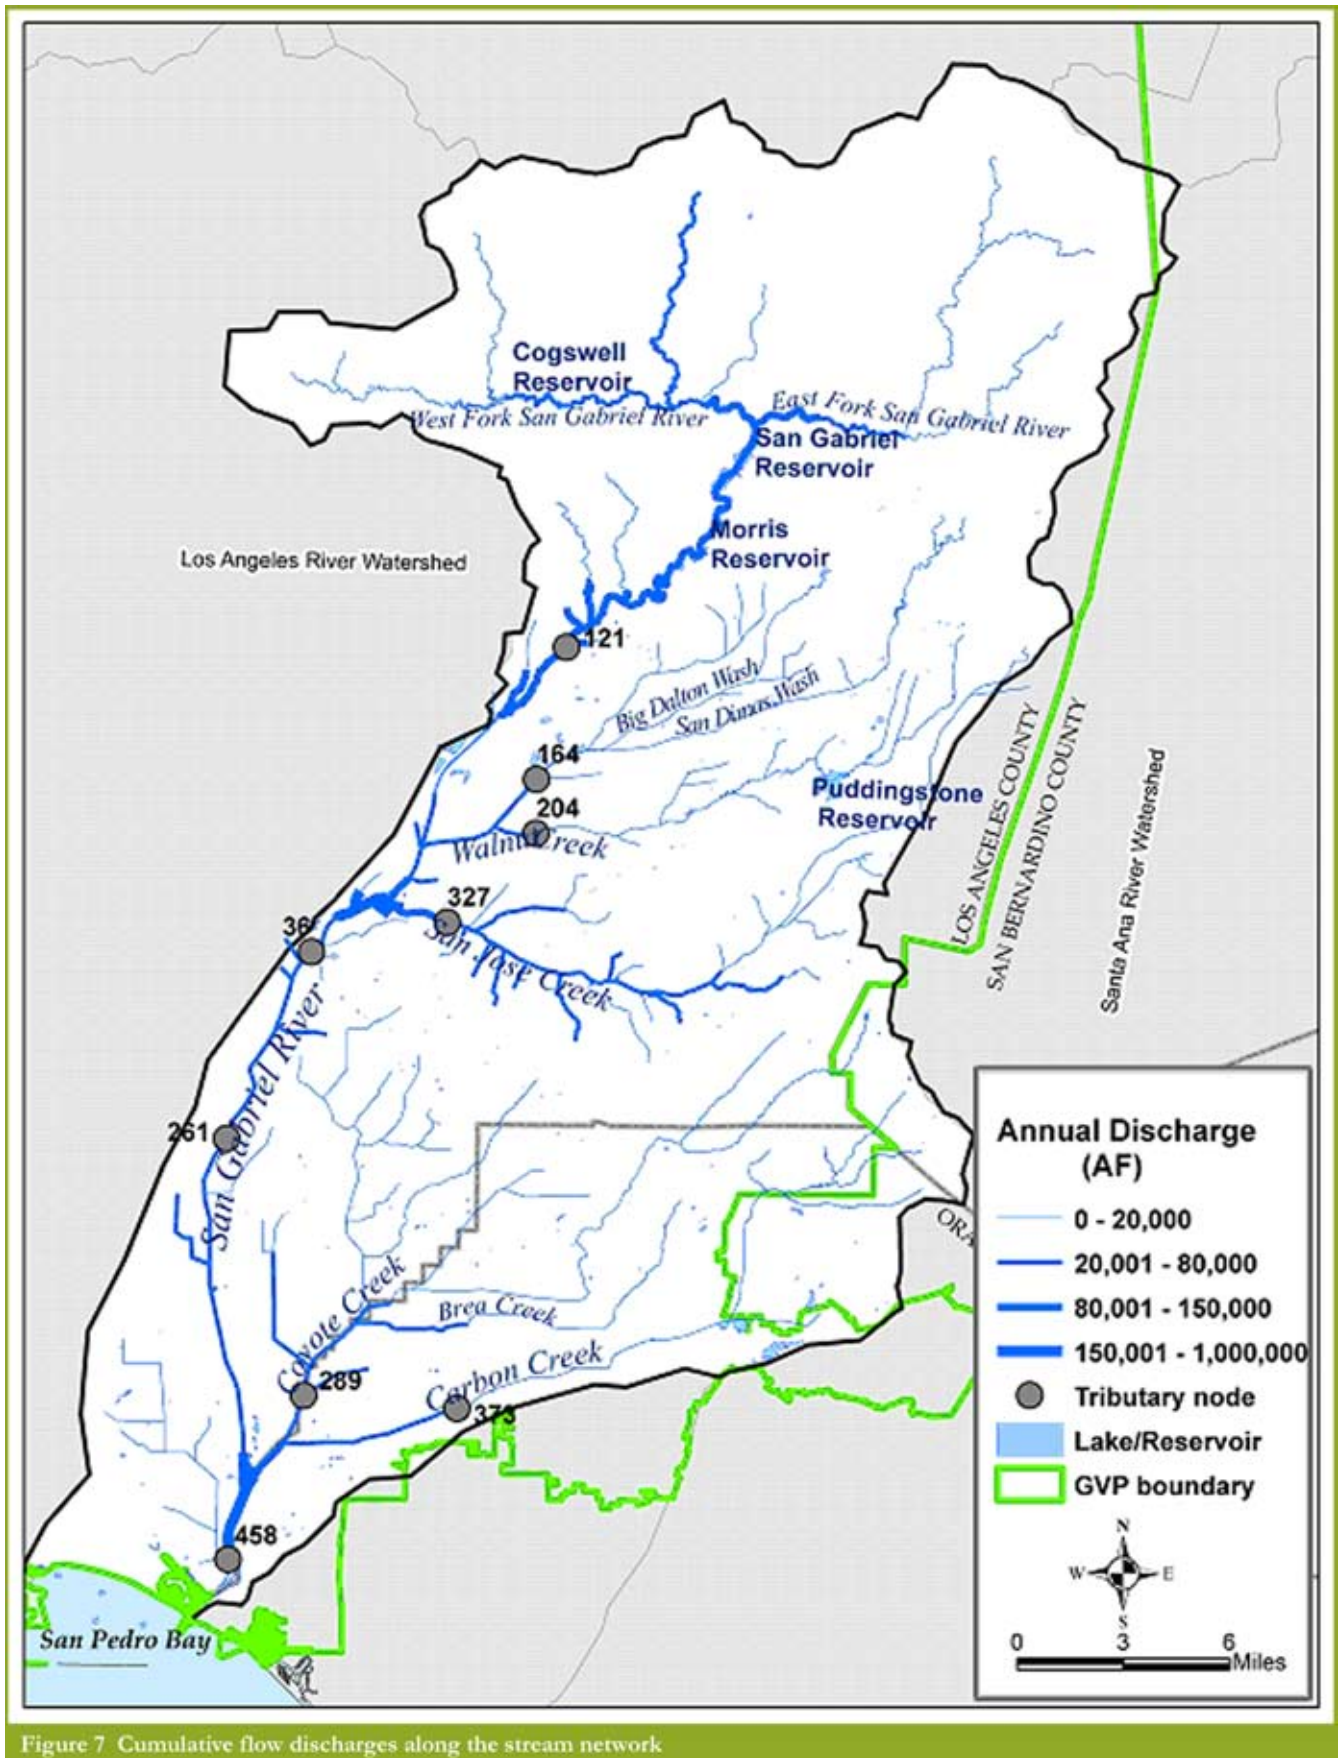 Cogswell
Reservoir
West Fork San Gabriel River
East Fork San Gabriel River
San Gabriel
Reservoir
Morris
Reservoir
Los Angeles River Watershed
121
Big Dalton Wash
San Dimas Wash
164
204
Walnut Creek
Puddingstone
Reservoir
LOS ANGELES COUNTY
SAN BERNARDINO COUNTY
Santa Ana River Watershed
327
36
San Jose Creek
San Gabriel River
261
ORA
Coyote Creek
Brea Creek
Carbon Creek
289
373
458
San Pedro Bay
Annual Discharge
(AF)
0 - 20,000
20,001 - 80,000
80,001 - 150,000
150,001 - 1,000,000
Tributary node
Lake/Reservoir
GVP boundary
N
W E
S
0 3 6
Miles
Figure 7 Cumulative flow discharges along the stream network